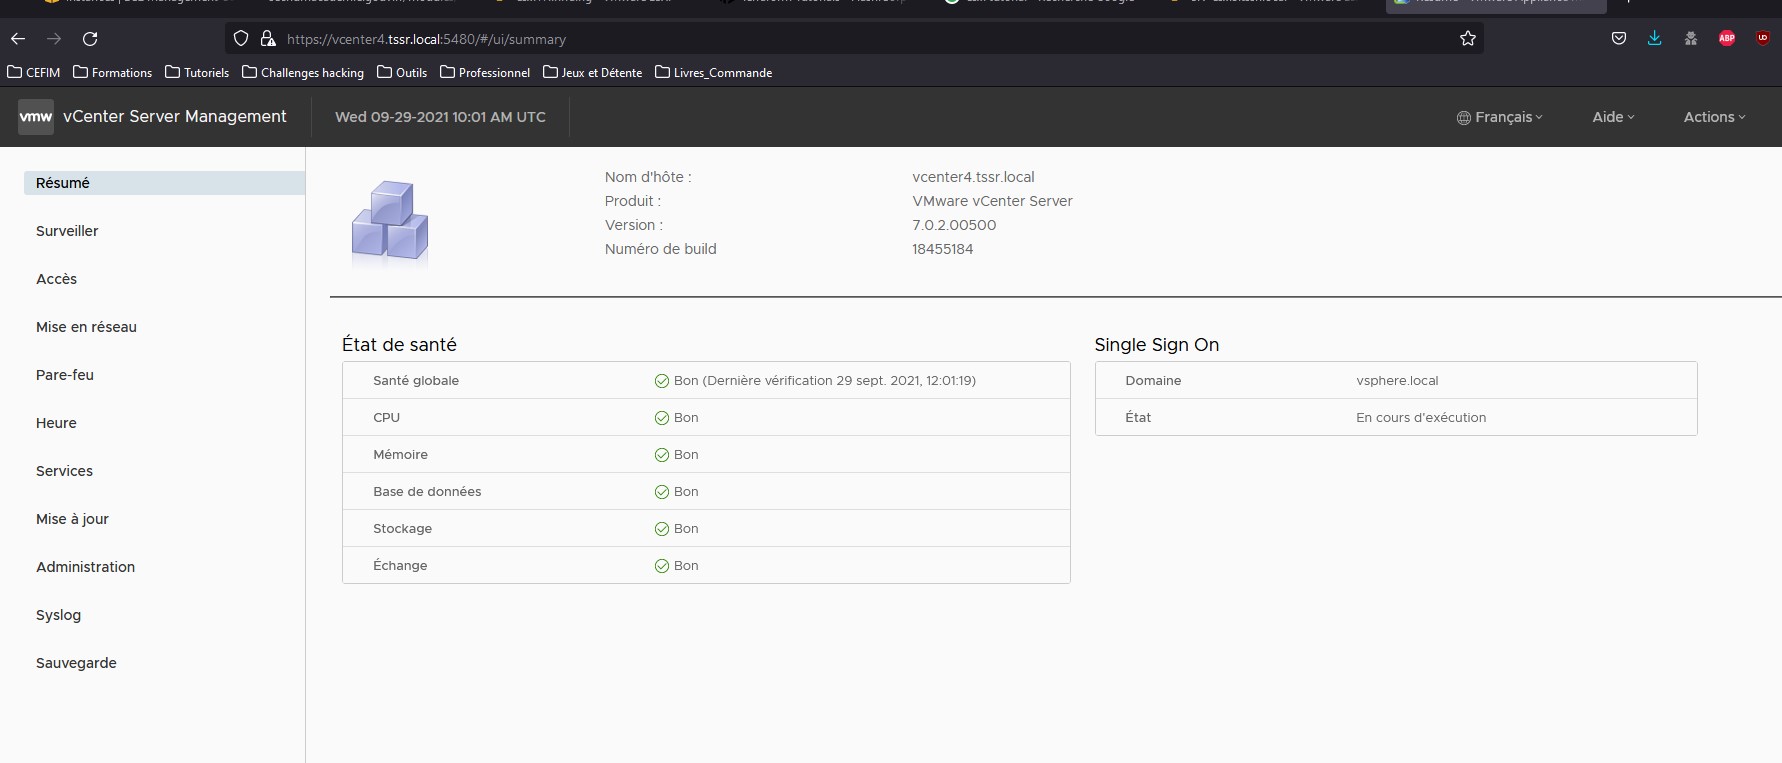 https://vcenter4.tssr.local:5480/#/ui/summary
ABP
UO
CEFIM Formations Tutoriels Challenges hacking Outils Professionnel Jeux et Détente Livres_Commande
vmw vCenter Server Management Wed 09-29-2021 10:01 AM UTC Français Aide Actions
Résumé
Surveiller
Accès
Mise en réseau
Pare-feu
Heure
Services
Mise à jour
Administration
Syslog
Sauvegarde
Nom d'hôte : vcenter4.tssr.local
Produit : VMware vCenter Server
Version : 7.0.2.00500
Numéro de build 18455184
État de santé
Santé globale Bon (Dernière vérification 29 sept. 2021, 12:01:19)
CPU Bon
Mémoire Bon
Base de données Bon
Stockage Bon
Échange Bon
Single Sign On
Domaine vsphere.local
État En cours d'exécution